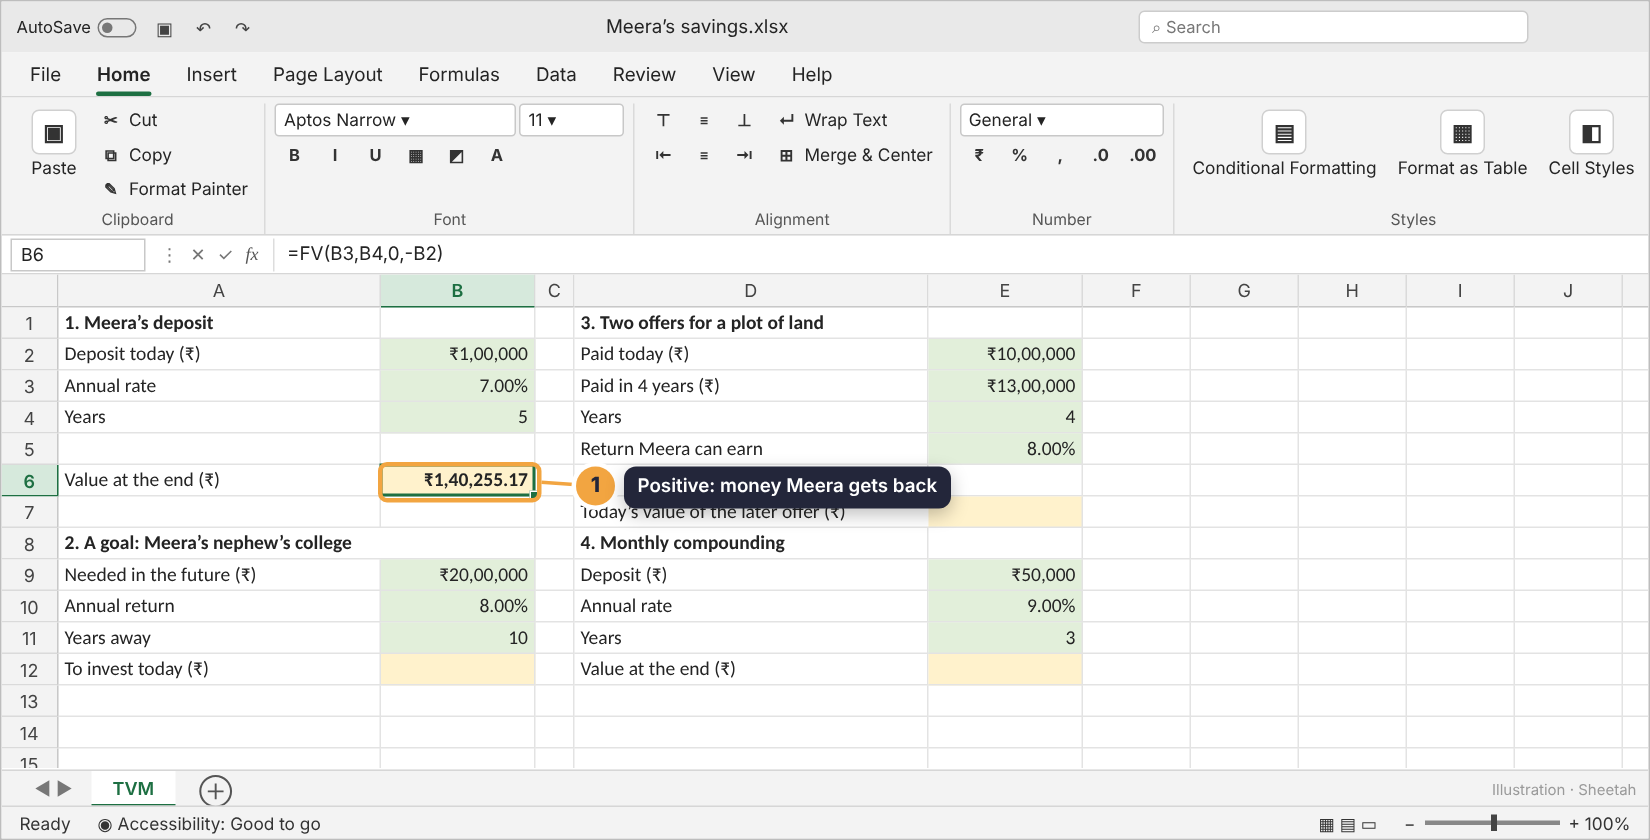 AutoSave
Meera’s savings.xlsx
Search
File Home Insert Page Layout Formulas Data Review View Help
Paste
Cut
Copy
Format Painter
Clipboard
Aptos Narrow ▾ 11 ▾
B I U A
Font
Wrap Text
Merge & Center
Alignment
General ▾
₹ % , .0 .00
Number
Conditional Formatting Format as Table Cell Styles
Styles
B6 fx =FV(B3,B4,0,-B2)
A B C D E F G H I J
1 1. Meera’s deposit 3. Two offers for a plot of land
2 Deposit today (₹) ₹1,00,000 Paid today (₹) ₹10,00,000
3 Annual rate 7.00% Paid in 4 years (₹) ₹13,00,000
4 Years 5 Years 4
5 Return Meera can earn 8.00%
6 Value at the end (₹) ₹1,40,255.17 1 Positive: money Meera gets back
7 Today’s value of the later offer (₹)
8 2. A goal: Meera’s nephew’s college 4. Monthly compounding
9 Needed in the future (₹) ₹20,00,000 Deposit (₹) ₹50,000
10 Annual return 8.00% Annual rate 9.00%
11 Years away 10 Years 3
12 To invest today (₹) Value at the end (₹)
13
14
15
TVM
Illustration · Sheetah
Ready Accessibility: Good to go − + 100%